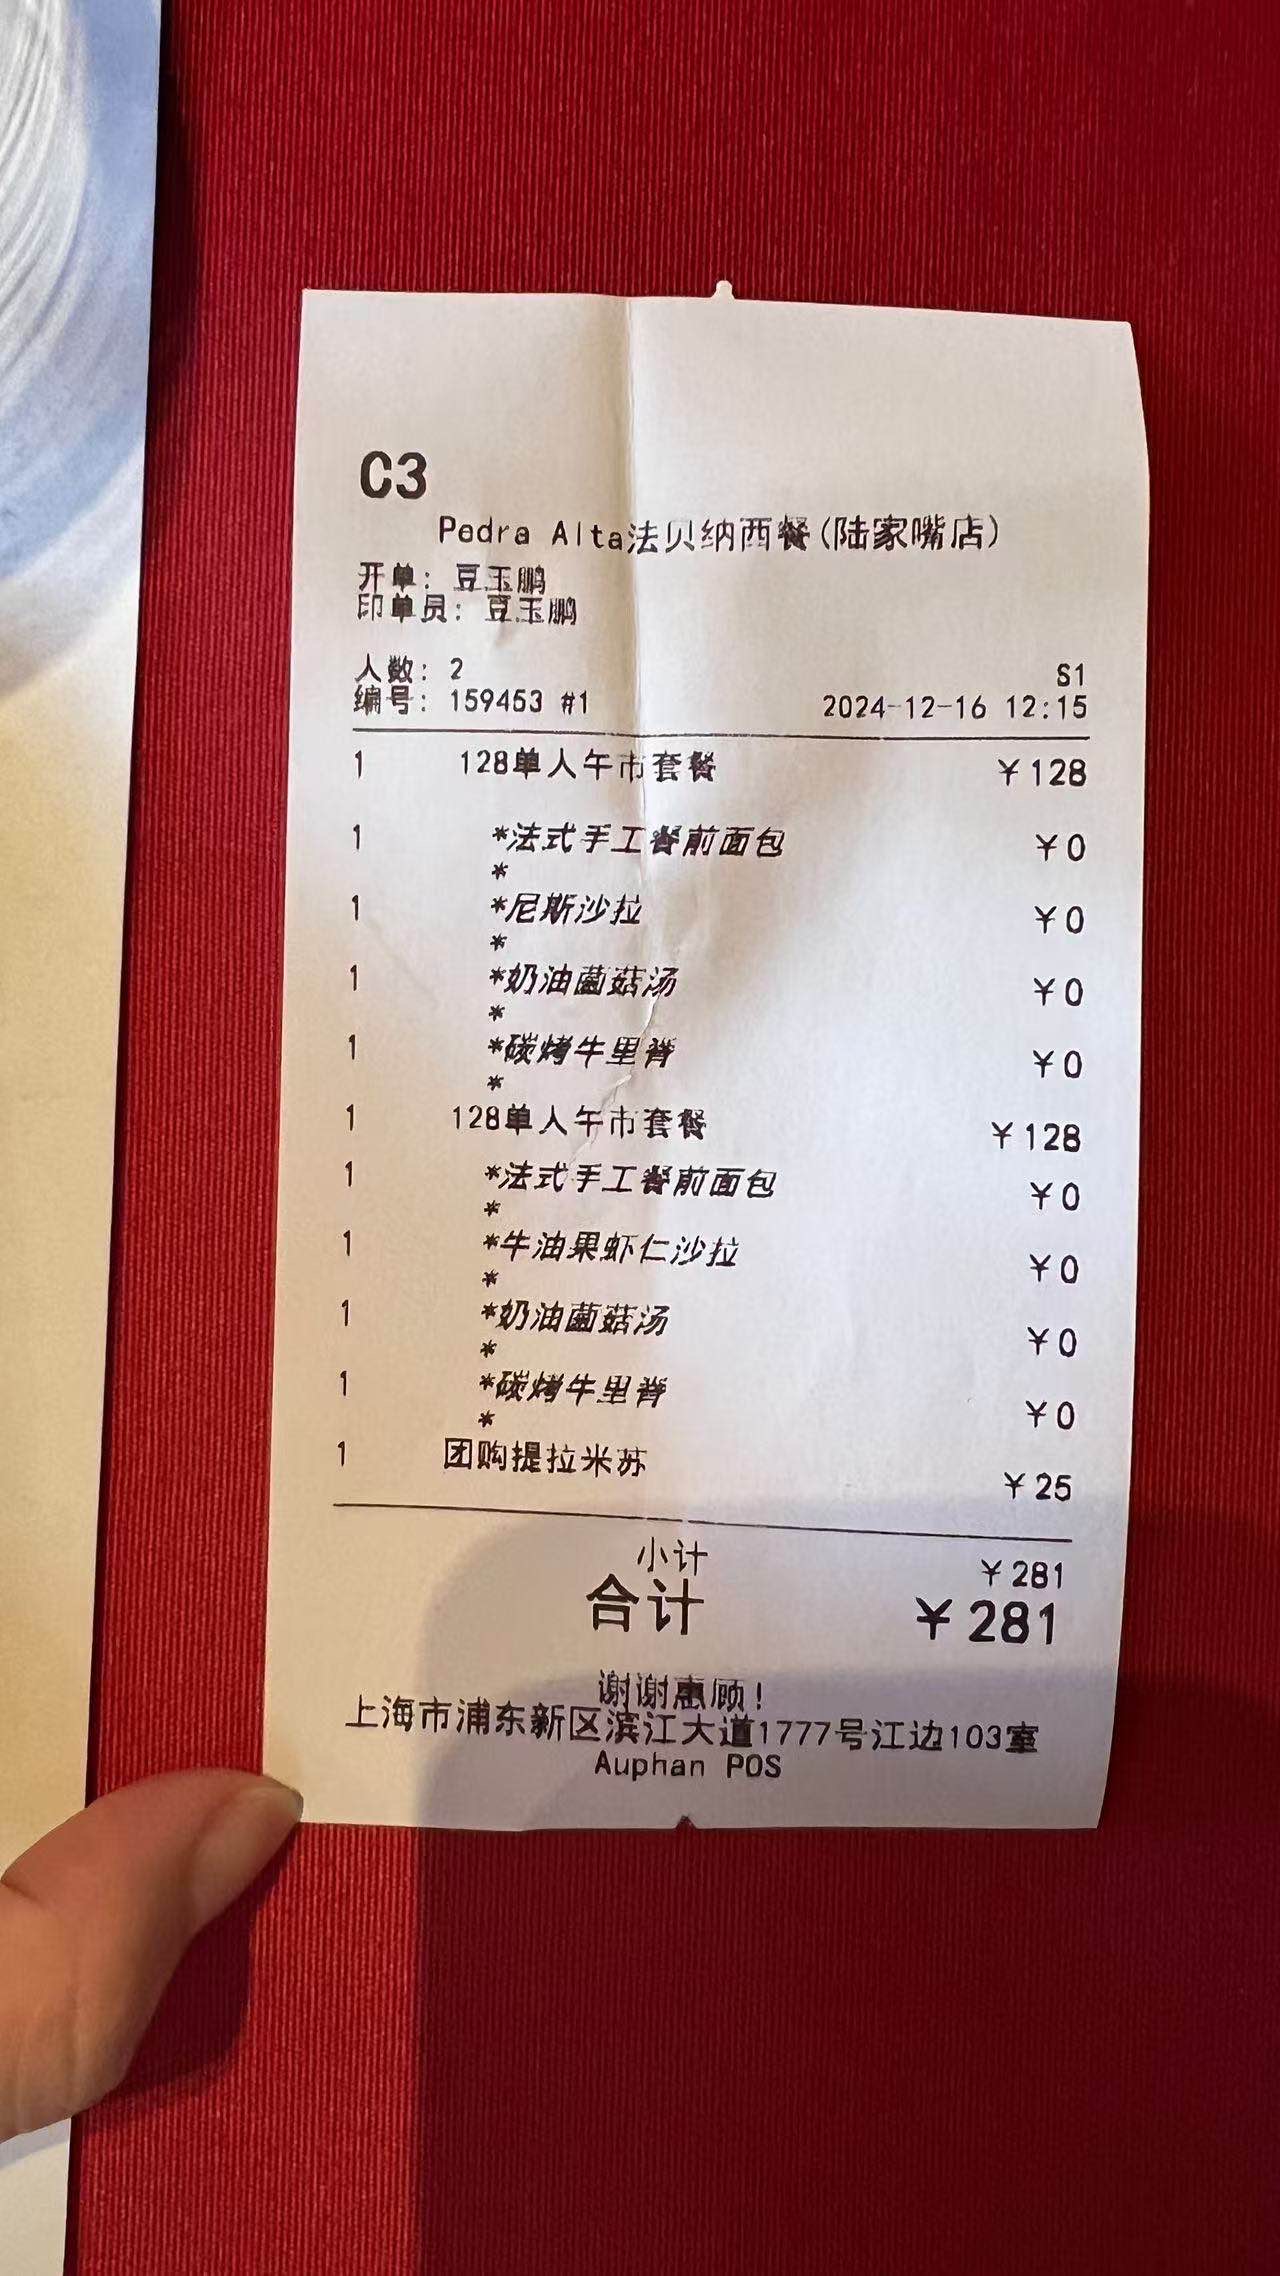 C3
Pedra Alta法贝纳西餐(陆家嘴店)
开单: 豆玉鹏
印单员: 豆玉鹏
人数: 2 S1
编号: 159453 #1 2024-12-16 12:15
1 128单人午市套餐 ¥128
1 *法式手工餐前面包 ¥0
*
1 *尼斯沙拉 ¥0
*
1 *奶油菌菇汤 ¥0
*
1 *碳烤牛里脊 ¥0
*
1 128单人午市套餐 ¥128
1 *法式手工餐前面包 ¥0
*
1 *牛油果虾仁沙拉 ¥0
*
1 *奶油菌菇汤 ¥0
*
1 *碳烤牛里脊 ¥0
*
1 团购提拉米苏 ¥25
小计 ¥281
合计 ¥281
谢谢惠顾!
上海市浦东新区滨江大道1777号江边103室
Auphan POS